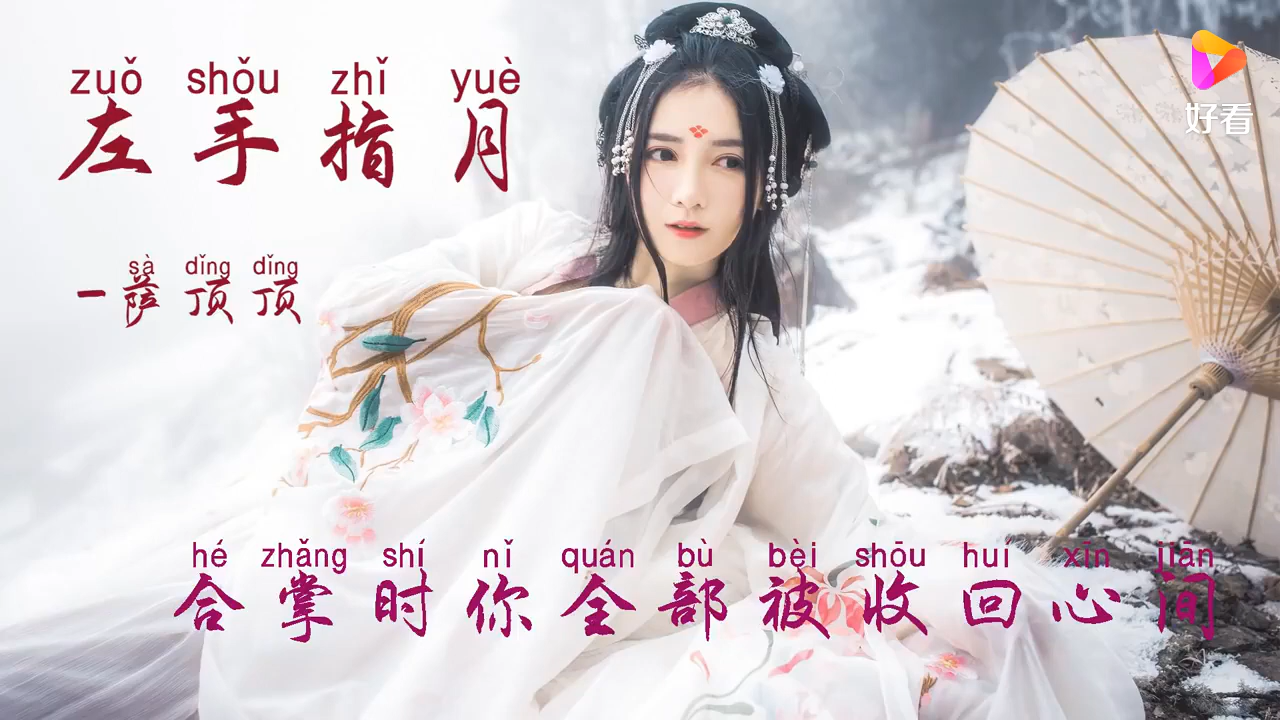 zuǒ shǒu zhǐ yuè
左手指月
sà dǐng dǐng
一萨顶顶
好看
hé zhǎng shí nǐ quán bù bèi shōu huí xīn jiān
合掌时你全部被收回心间